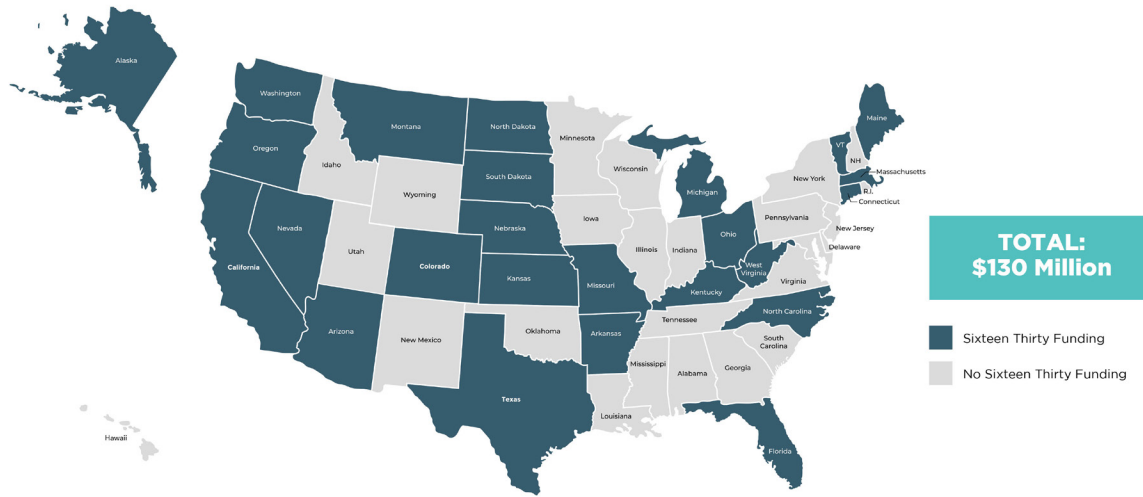 Alaska
Washington
Montana
North Dakota
Minnesota
Maine
Oregon
Idaho
Wisconsin
VT
NH
Massachusetts
South Dakota
Michigan
New York
R.i.
Wyoming
Connecticut
Iowa
Pennsylvania
Nevada
Nebraska
Ohio
New Jersey
Utah
Illinois
Indiana
Delaware
California
Colorado
West
Virginia
Kansas
Missouri
Virginia
Kentucky
Arizona
North Carolina
Oklahoma
Arkansas
Tennessee
New Mexico
South
Carolina
Mississippi
Alabama
Georgia
Texas
Louisiana
Hawaii
Florida
TOTAL:
$130 Million
Sixteen Thirty Funding
No Sixteen Thirty Funding